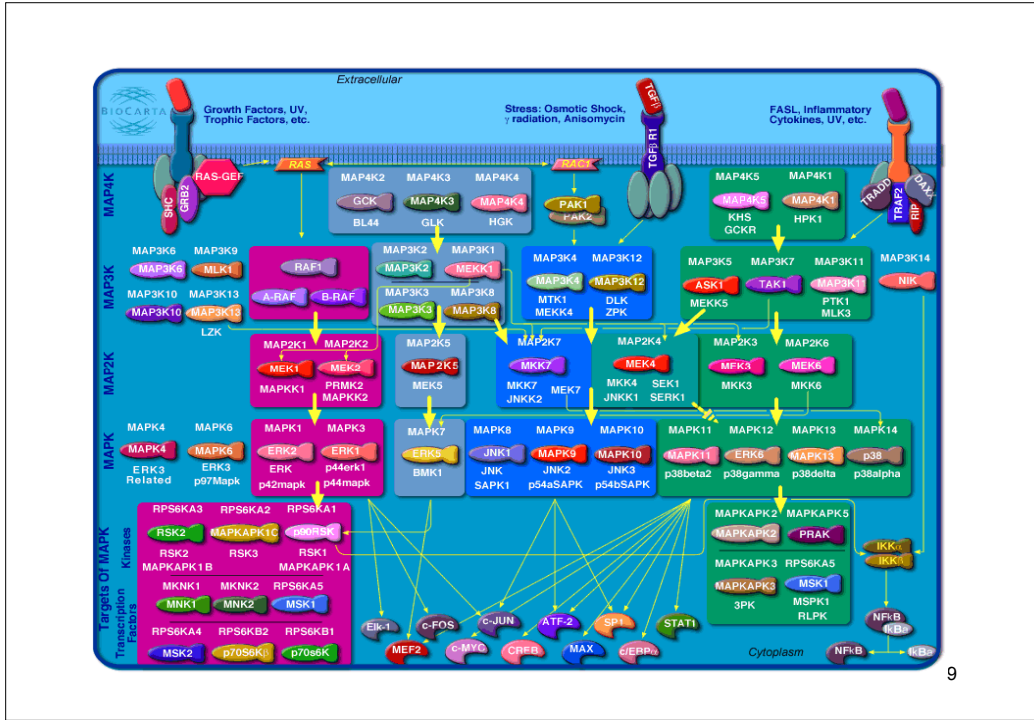 Extracellular
BIOCARTA
Growth Factors, UV,
Trophic Factors, etc.
Stress: Osmotic Shock,
γ radiation, Anisomycin
TGFβ
TGFβ R1
FASL, Inflammatory
Cytokines, UV, etc.
RAS-GEF
GRB2
SHC
RAS
RAC1
TRADD
TRAF2
RIP
DAXX
MAP4K
MAP4K2
MAP4K3
MAP4K4
GCK
MAP4K3
MAP4K4
BL44
GLK
HGK
PAK1
PAK2
MAP4K5
MAP4K1
MAP4K5
MAP4K1
KHS
GCKR
HPK1
MAP3K
MAP3K6
MAP3K9
MAP3K6
MLK1
MAP3K10
MAP3K13
MAP3K10
MAP3K13
LZK
RAF1
A-RAF
B-RAF
MAP3K2
MAP3K1
MAP3K2
MEKK1
MAP3K3
MAP3K8
MAP3K3
MAP3K8
MAP3K4
MAP3K12
MAP3K4
MAP3K12
MTK1
MEKK4
DLK
ZPK
MAP3K5
MAP3K7
MAP3K11
ASK1
TAK1
MAP3K11
MEKK5
PTK1
MLK3
MAP3K14
NIK
MAP2K
MAP2K1
MAP2K2
MEK1
MEK2
MAPKK1
PRMK2
MAPKK2
MAP2K5
MAP2K5
MEK5
MAP2K7
MKK7
MKK7
JNKK2
MEK7
MAP2K4
MEK4
MKK4
JNKK1
SEK1
SERK1
MAP2K3
MAP2K6
MEK3
MEK6
MKK3
MKK6
MAPK
MAPK4
MAPK6
MAPK4
MAPK6
ERK3
Related
ERK3
p97Mapk
MAPK1
MAPK3
ERK2
ERK1
ERK
p42mapk
p44erk1
p44mapk
MAPK7
ERK5
BMK1
MAPK8
MAPK9
MAPK10
JNK1
MAPK9
MAPK10
JNK
SAPK1
JNK2
p54aSAPK
JNK3
p54bSAPK
MAPK11
MAPK12
MAPK13
MAPK14
MAPK11
ERK6
MAPK13
p38
p38beta2
p38gamma
p38delta
p38alpha
Targets Of MAPK
Kinases
Transcription
Factors
RPS6KA3
RPS6KA2
RPS6KA1
RSK2
MAPKAPK1C
p90RSK
RSK2
MAPKAPK1B
RSK3
RSK1
MAPKAPK1A
MKNK1
MKNK2
RPS6KA5
MNK1
MNK2
MSK1
RPS6KA4
RPS6KB2
RPS6KB1
MSK2
p70S6Kβ
p70s6K
MAPKAPK2
MAPKAPK5
MAPKAPK2
PRAK
MAPKAPK3
RPS6KA5
MAPKAPK3
MSK1
3PK
MSPK1
RLPK
IKKα
IKKβ
Elk-1
c-FOS
c-JUN
ATF-2
SP1
STAT1
MEF2
c-MYC
CREB
MAX
c/EBPα
NFkB
IkBα
Cytoplasm
NFkB
IkBα
9